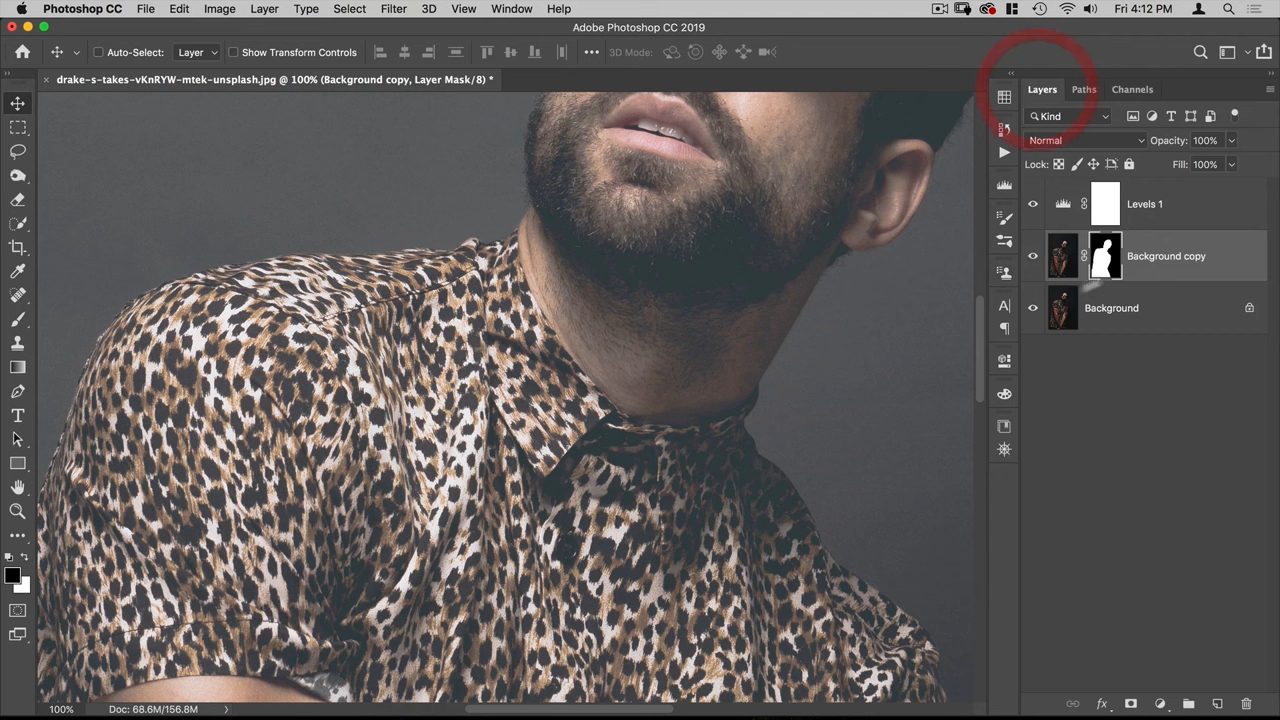 Photoshop CC File Edit Image Layer Type Select Filter 3D View Window Help Fri 4:12 PM
Adobe Photoshop CC 2019
Auto-Select: Layer Show Transform Controls 3D Mode:
drake-s-takes-vKnRYW-mtek-unsplash.jpg @ 100% (Background copy, Layer Mask/8) *
Layers Paths Channels
Kind
Normal Opacity: 100%
Lock: Fill: 100%
Levels 1
Background copy
Background
100% Doc: 68.6M/156.8M